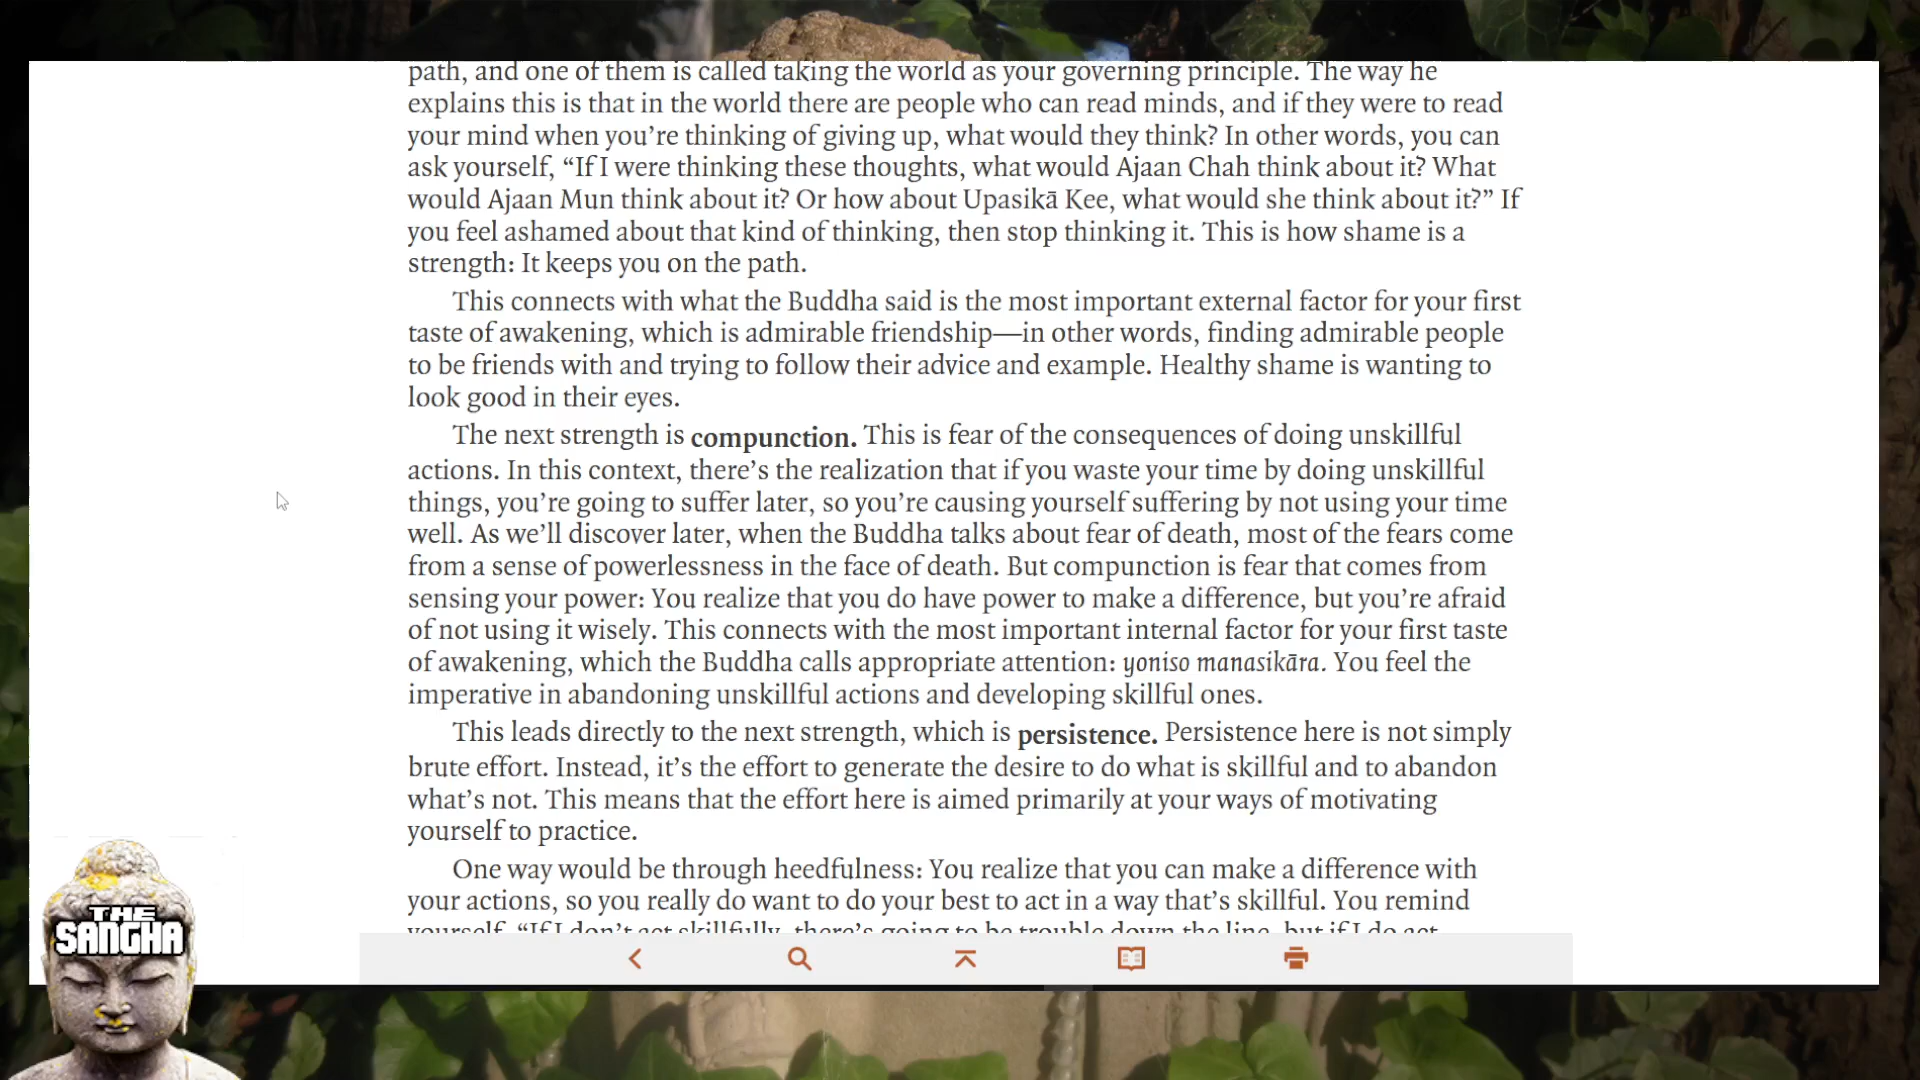 path, and one of them is called taking the world as your governing principle. The way he
explains this is that in the world there are people who can read minds, and if they were to read
your mind when you’re thinking of giving up, what would they think? In other words, you can
ask yourself, “If I were thinking these thoughts, what would Ajaan Chah think about it? What
would Ajaan Mun think about it? Or how about Upasikā Kee, what would she think about it?” If
you feel ashamed about that kind of thinking, then stop thinking it. This is how shame is a
strength: It keeps you on the path.
This connects with what the Buddha said is the most important external factor for your first
taste of awakening, which is admirable friendship—in other words, finding admirable people
to be friends with and trying to follow their advice and example. Healthy shame is wanting to
look good in their eyes.
The next strength is compunction. This is fear of the consequences of doing unskillful
actions. In this context, there’s the realization that if you waste your time by doing unskillful
things, you’re going to suffer later, so you’re causing yourself suffering by not using your time
well. As we’ll discover later, when the Buddha talks about fear of death, most of the fears come
from a sense of powerlessness in the face of death. But compunction is fear that comes from
sensing your power: You realize that you do have power to make a difference, but you’re afraid
of not using it wisely. This connects with the most important internal factor for your first taste
of awakening, which the Buddha calls appropriate attention: yoniso manasikāra. You feel the
imperative in abandoning unskillful actions and developing skillful ones.
This leads directly to the next strength, which is persistence. Persistence here is not simply
brute effort. Instead, it’s the effort to generate the desire to do what is skillful and to abandon
what’s not. This means that the effort here is aimed primarily at your ways of motivating
yourself to practice.
One way would be through heedfulness: You realize that you can make a difference with
your actions, so you really do want to do your best to act in a way that’s skillful. You remind
yourself, “If I don’t act skillfully, there’s going to be trouble down the line, but if I do act
THE
SANGHA